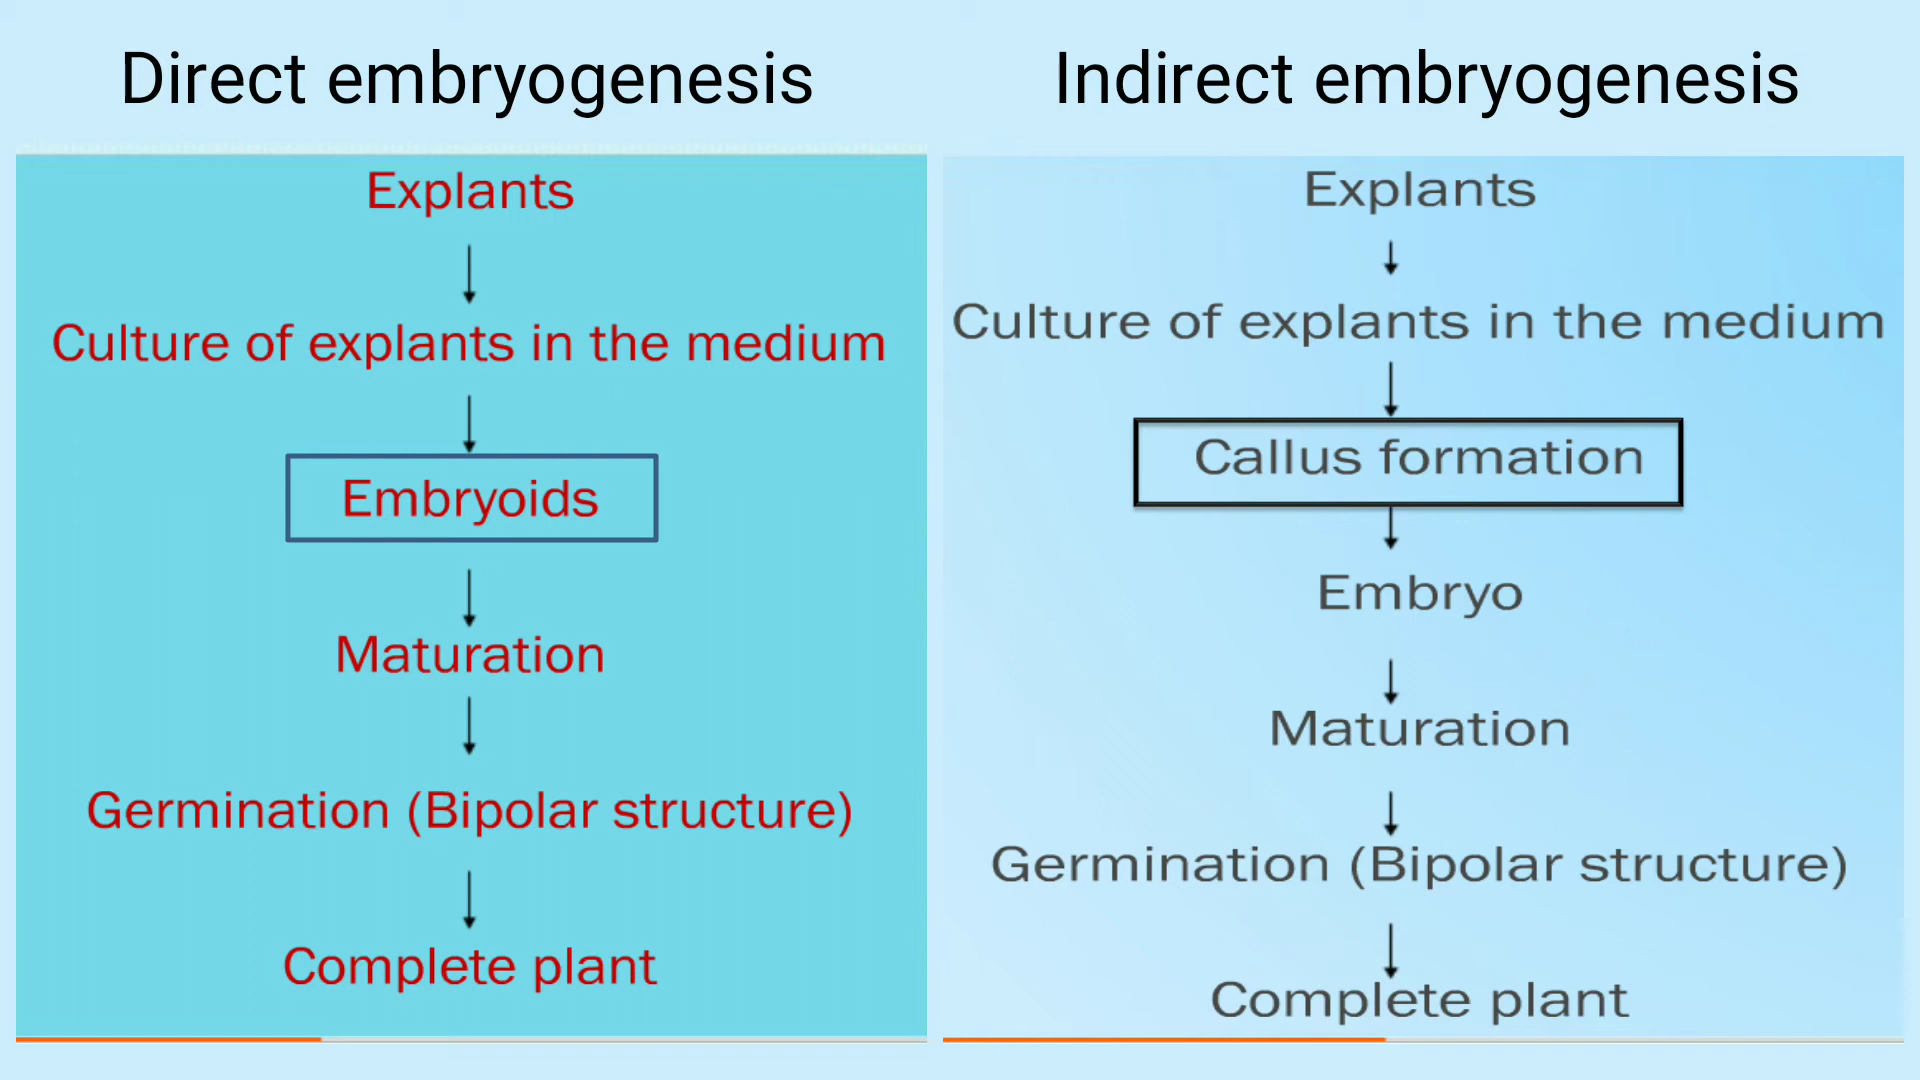 Direct embryogenesis
Explants
Culture of explants in the medium
Embryoids
Maturation
Germination (Bipolar structure)
Complete plant
Indirect embryogenesis
Explants
Culture of explants in the medium
Callus formation
Embryo
Maturation
Germination (Bipolar structure)
Complete plant